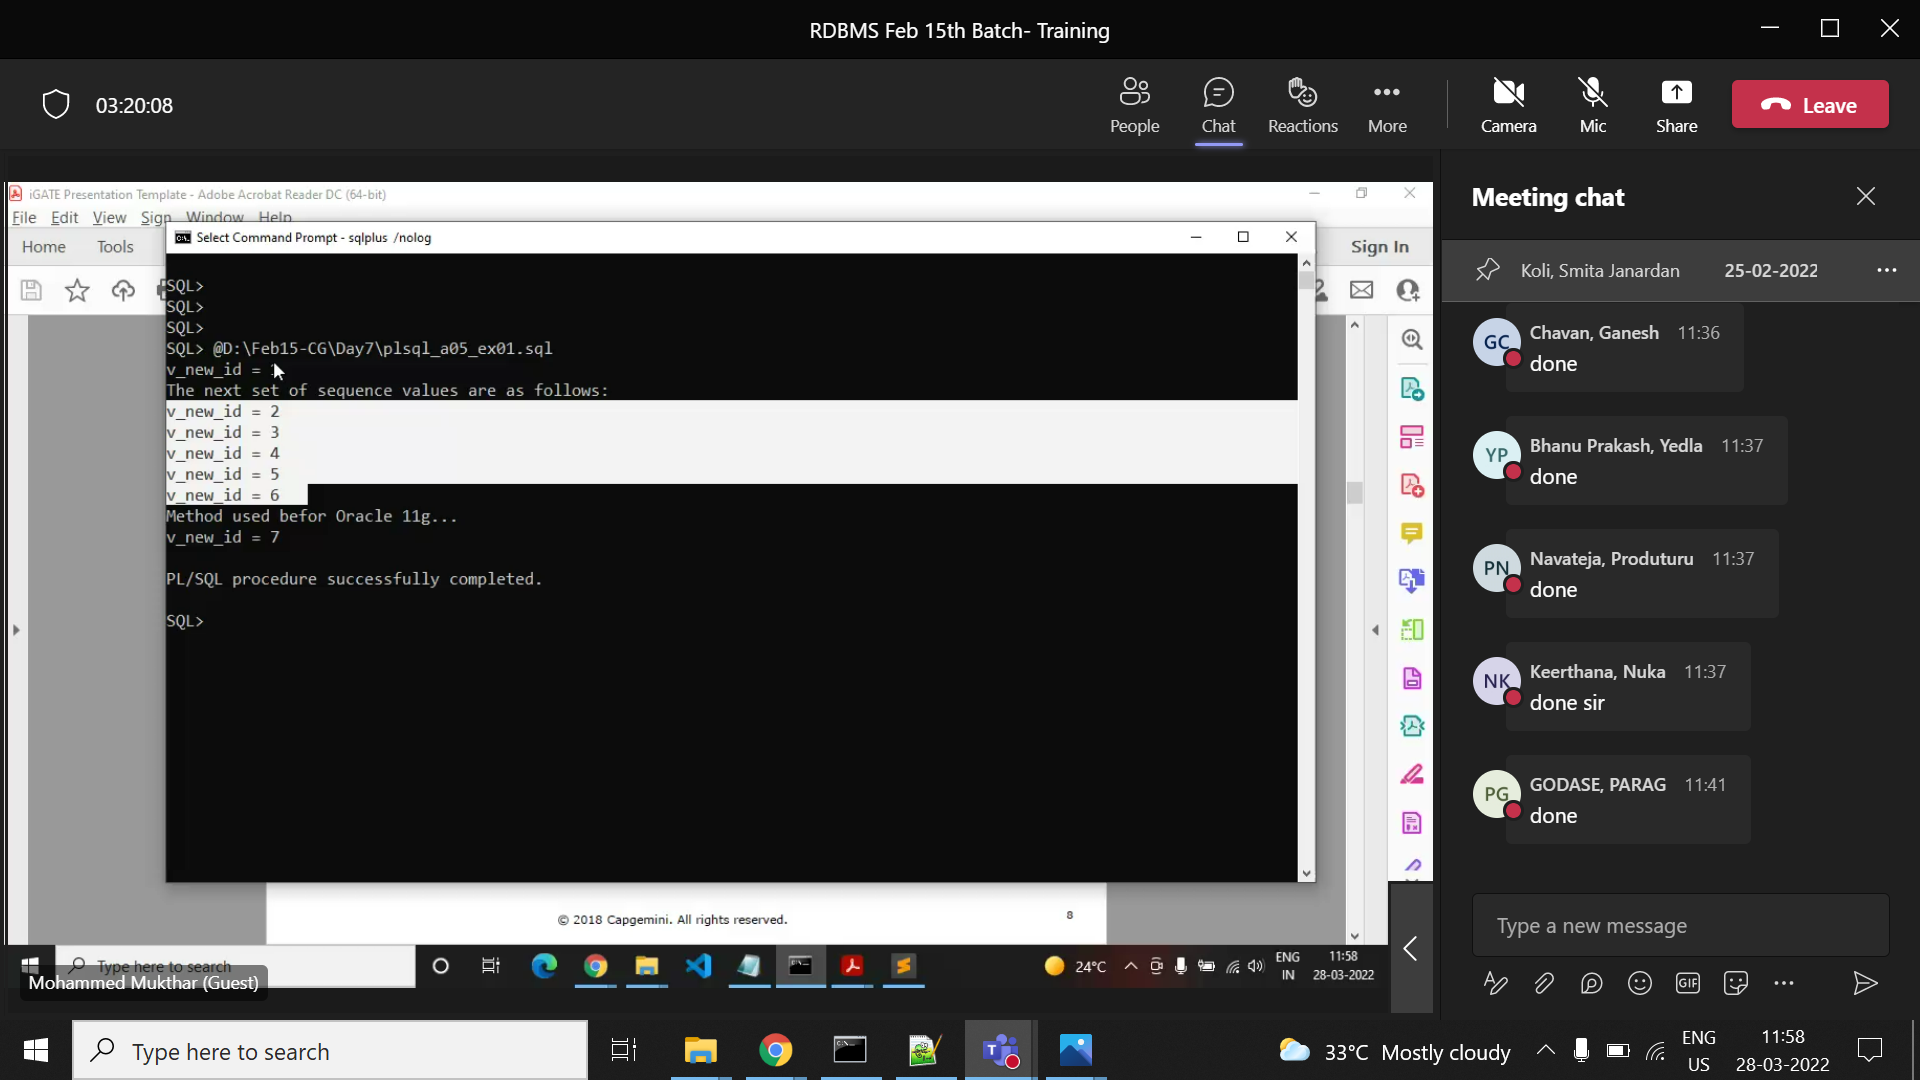 RDBMS Feb 15th Batch- Training
03:20:08
People
Chat
Reactions
More
Camera
Mic
Share
Leave
iGATE Presentation Template - Adobe Acrobat Reader DC (64-bit)
File Edit View Sign Window Help
Home Tools
Sign In
Select Command Prompt - sqlplus /nolog
SQL>
SQL>
SQL>
SQL> @D:\Feb15-CG\Day7\plsql_a05_ex01.sql
v_new_id =
The next set of sequence values are as follows:
v_new_id = 2
v_new_id = 3
v_new_id = 4
v_new_id = 5
v_new_id = 6
Method used befor Oracle 11g...
v_new_id = 7
PL/SQL procedure successfully completed.
SQL>
© 2018 Capgemini. All rights reserved.
8
Type here to search
24°C
ENG
IN
11:58
28-03-2022
Mohammed Mukthar (Guest)
Meeting chat
Koli, Smita Janardan 25-02-2022
GC
Chavan, Ganesh 11:36
done
YP
Bhanu Prakash, Yedla 11:37
done
PN
Navateja, Produturu 11:37
done
NK
Keerthana, Nuka 11:37
done sir
PG
GODASE, PARAG 11:41
done
Type a new message
GIF
Type here to search
33°C Mostly cloudy
ENG
US
11:58
28-03-2022